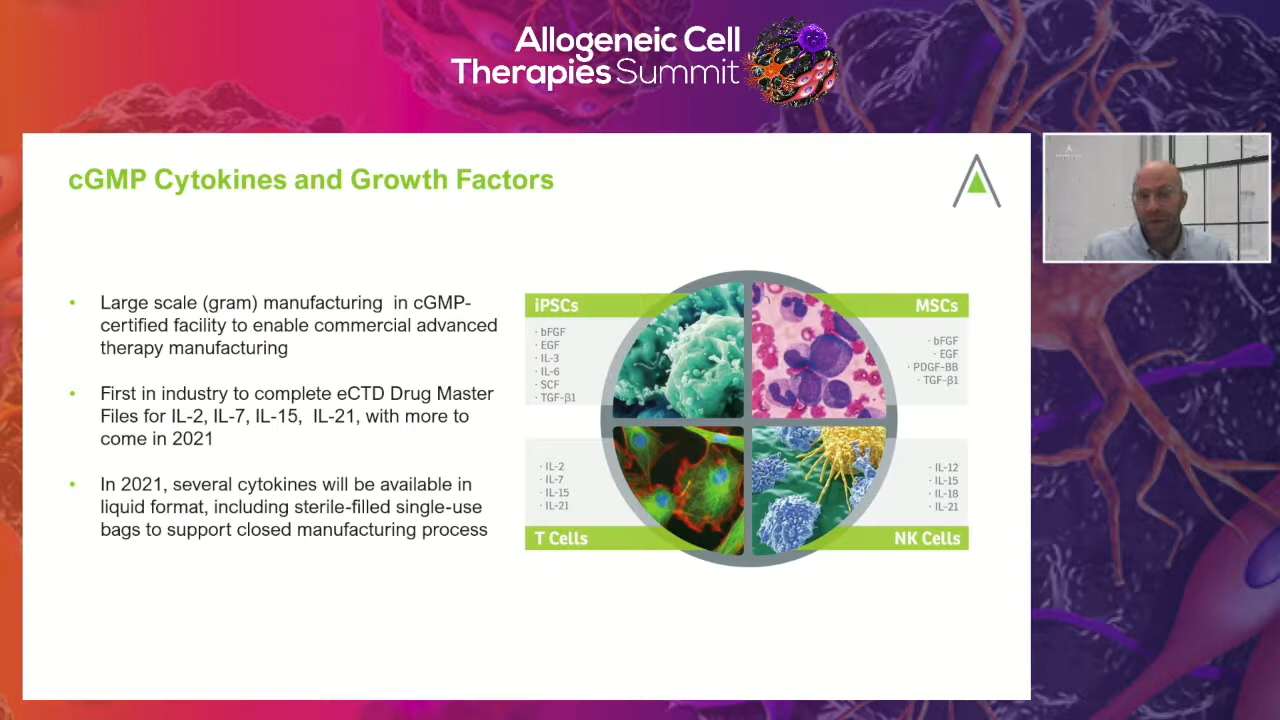 Allogeneic Cell
Therapies Summit
cGMP Cytokines and Growth Factors
• Large scale (gram) manufacturing in cGMP-
certified facility to enable commercial advanced
therapy manufacturing
• First in industry to complete eCTD Drug Master
Files for IL-2, IL-7, IL-15, IL-21, with more to
come in 2021
• In 2021, several cytokines will be available in
liquid format, including sterile-filled single-use
bags to support closed manufacturing process
iPSCs
· bFGF
· EGF
· IL-3
· IL-6
· SCF
· TGF-β1
MSCs
· bFGF
· EGF
· PDGF-BB
· TGF-β1
· IL-2
· IL-7
· IL-15
· IL-21
T Cells
· IL-12
· IL-15
· IL-18
· IL-21
NK Cells